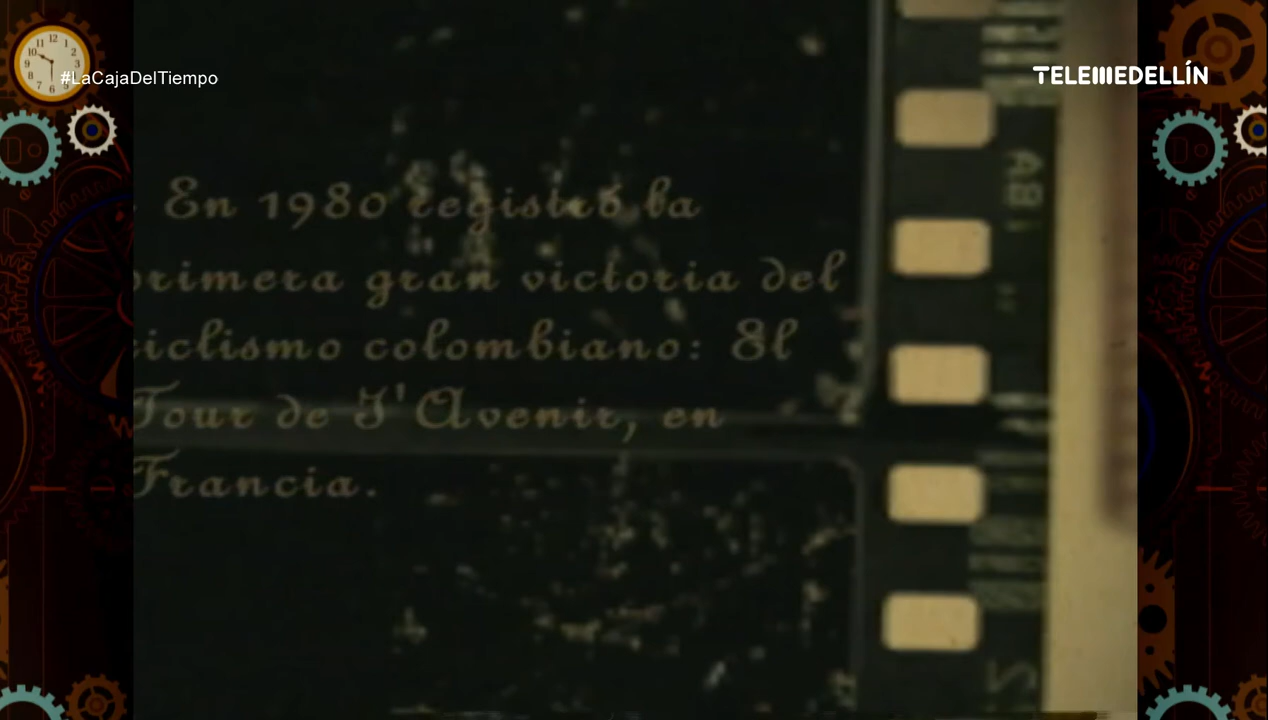 #LaCajaDelTiempo
TELEMEDELLÍN
En 1980 registró la
primera gran victoria del
ciclismo colombiano: El
Tour de I'Avenir, en
Francia.